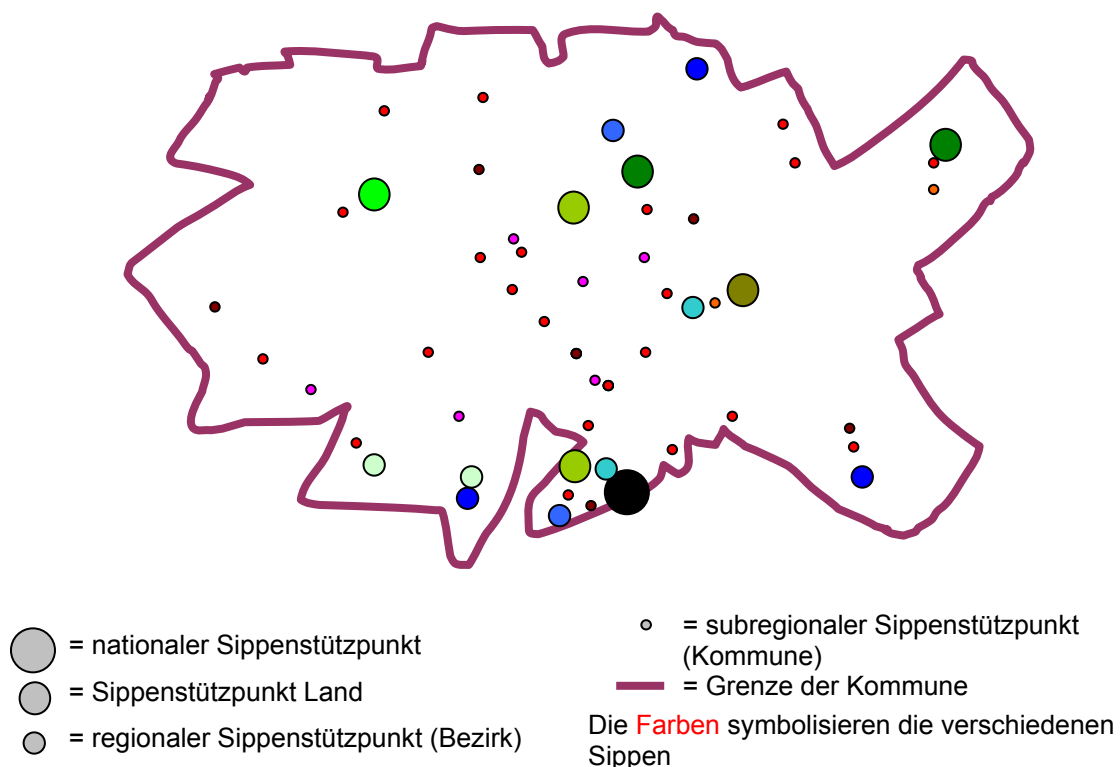 = nationaler Sippenstützpunkt
= Sippenstützpunkt Land
= regionaler Sippenstützpunkt (Bezirk)
= subregionaler Sippenstützpunkt
(Kommune)
= Grenze der Kommune
Die Farben symbolisieren die verschiedenen
Sippen